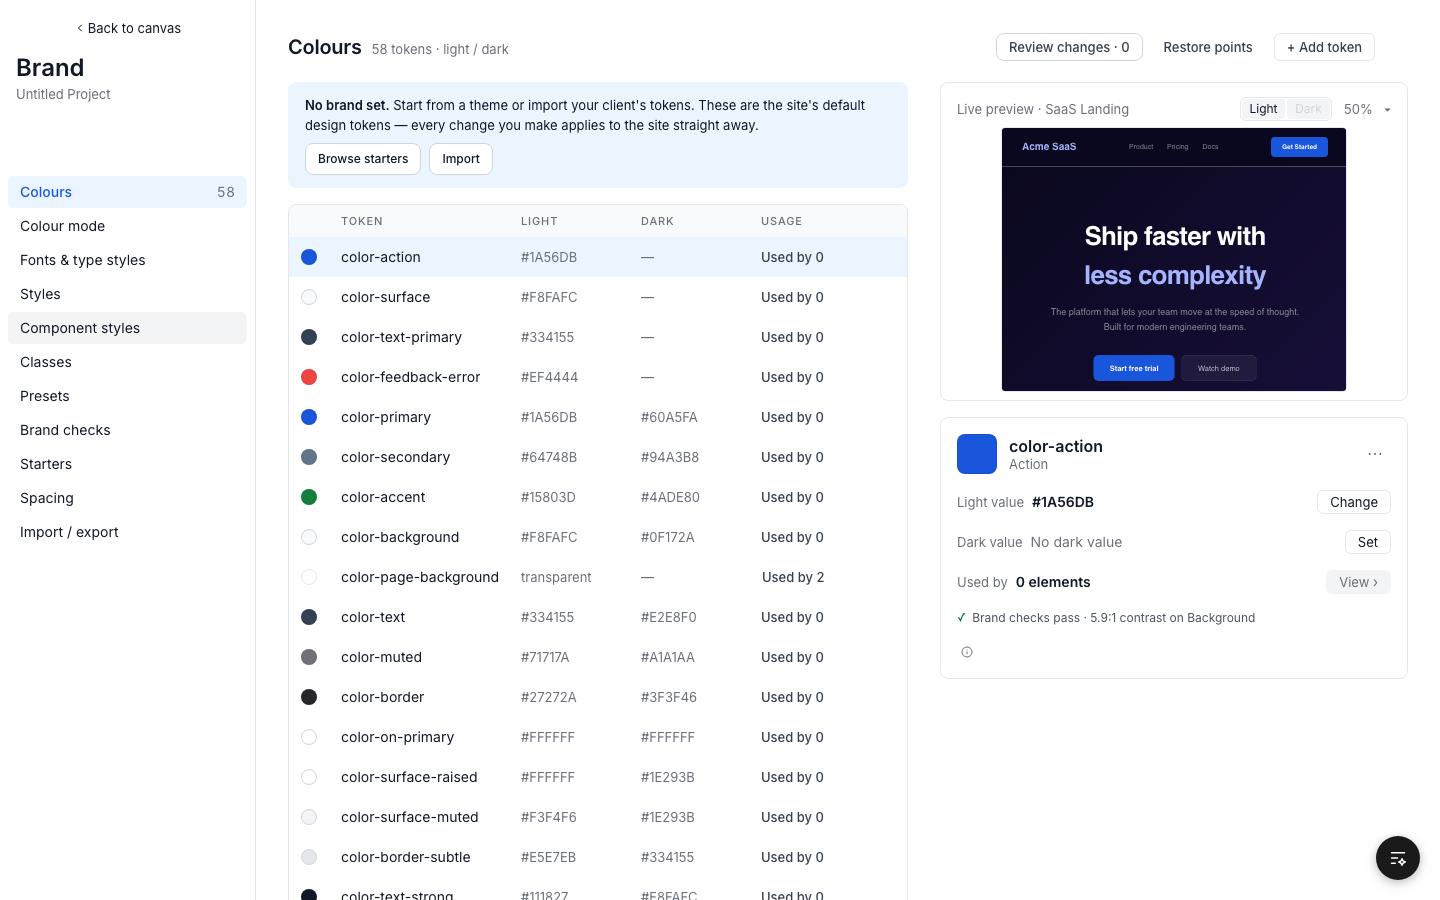 ‹ Back to canvas
Brand
Untitled Project
Colours 58
Colour mode
Fonts & type styles
Styles
Component styles
Classes
Presets
Brand checks
Starters
Spacing
Import / export
Colours 58 tokens · light / dark
Review changes · 0
Restore points
+ Add token
No brand set. Start from a theme or import your client's tokens. These are the site's default
design tokens — every change you make applies to the site straight away.
Browse starters
Import
TOKEN LIGHT DARK USAGE
color-action #1A56DB — Used by 0
color-surface #F8FAFC — Used by 0
color-text-primary #334155 — Used by 0
color-feedback-error #EF4444 — Used by 0
color-primary #1A56DB #60A5FA Used by 0
color-secondary #64748B #94A3B8 Used by 0
color-accent #15803D #4ADE80 Used by 0
color-background #F8FAFC #0F172A Used by 0
color-page-background transparent — Used by 2
color-text #334155 #E2E8F0 Used by 0
color-muted #71717A #A1A1AA Used by 0
color-border #27272A #3F3F46 Used by 0
color-on-primary #FFFFFF #FFFFFF Used by 0
color-surface-raised #FFFFFF #1E293B Used by 0
color-surface-muted #F3F4F6 #1E293B Used by 0
color-border-subtle #E5E7EB #334155 Used by 0
color-text-strong #111827 #F8FAFC Used by 0
Live preview · SaaS Landing
Light Dark 50%
Acme SaaS Product Pricing Docs Get Started
Ship faster with
less complexity
The platform that lets your team move at the speed of thought.
Built for modern engineering teams.
Start free trial Watch demo
color-action
Action
···
Light value #1A56DB Change
Dark value No dark value Set
Used by 0 elements View ›
✓ Brand checks pass · 5.9:1 contrast on Background